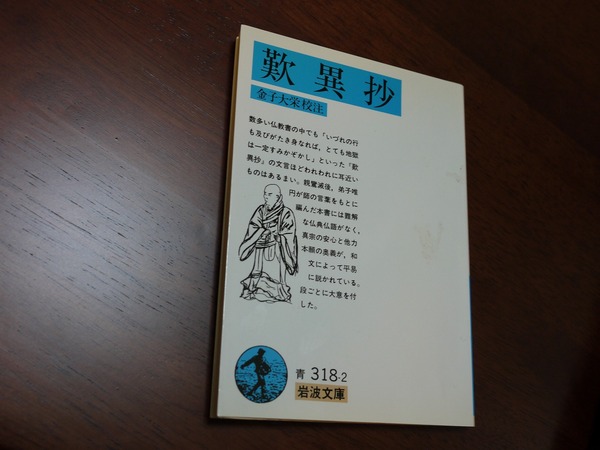 歎異抄
金子大栄校注
数多い仏教書の中でも「いづれの行
も及びがたき身なれば，とても地獄
は一定すみかぞかし」といった『歎
異抄』の文言ほどわれわれに耳近い
ものはあるまい．親鸞滅後，弟子唯
円が師の言葉をもとに
編んだ本書には難解
な仏典仏語がなく，
真宗の安心と他力
本願の奥義が，和
文によって平易
に説かれている．
段ごとに大意を付
した．
青 318-2
岩波文庫